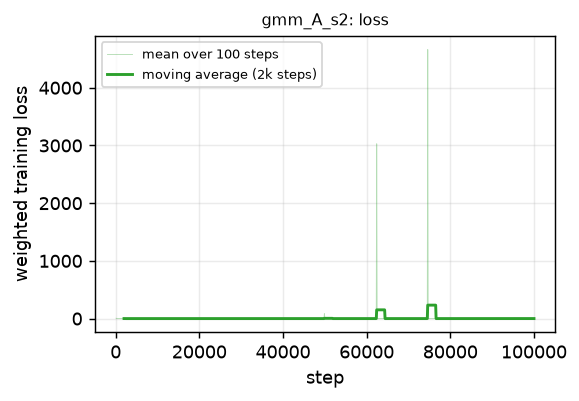 gmm_A_s2: loss
mean over 100 steps
moving average (2k steps)
weighted training loss
4000
3000
2000
1000
0
0 20000 40000 60000 80000 100000
step